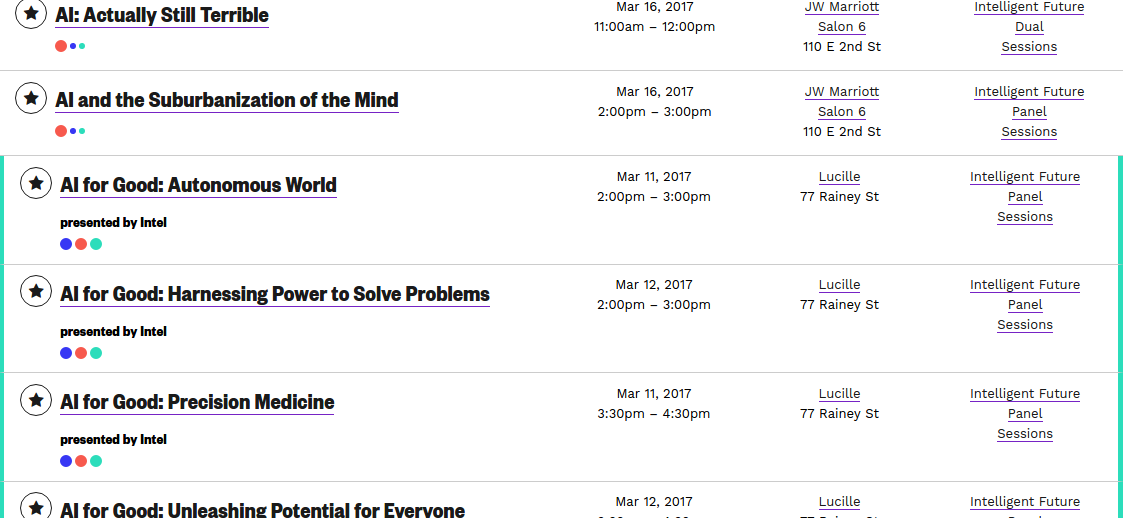 AI: Actually Still Terrible
Mar 16, 2017
11:00am – 12:00pm
JW Marriott
Salon 6
110 E 2nd St
Intelligent Future
Dual
Sessions
AI and the Suburbanization of the Mind
Mar 16, 2017
2:00pm – 3:00pm
JW Marriott
Salon 6
110 E 2nd St
Intelligent Future
Panel
Sessions
AI for Good: Autonomous World
presented by Intel
Mar 11, 2017
2:00pm – 3:00pm
Lucille
77 Rainey St
Intelligent Future
Panel
Sessions
AI for Good: Harnessing Power to Solve Problems
presented by Intel
Mar 12, 2017
2:00pm – 3:00pm
Lucille
77 Rainey St
Intelligent Future
Panel
Sessions
AI for Good: Precision Medicine
presented by Intel
Mar 11, 2017
3:30pm – 4:30pm
Lucille
77 Rainey St
Intelligent Future
Panel
Sessions
AI for Good: Unleashing Potential for Everyone
Mar 12, 2017
Lucille
Intelligent Future